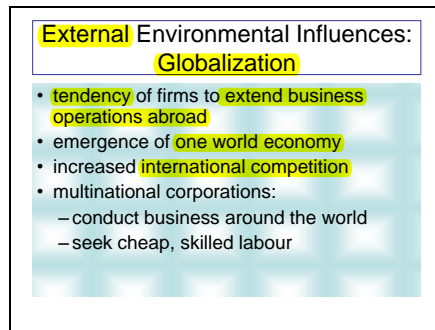 External Environmental Influences:
Globalization
• tendency of firms to extend business
operations abroad
• emergence of one world economy
• increased international competition
• multinational corporations:
– conduct business around the world
– seek cheap, skilled labour